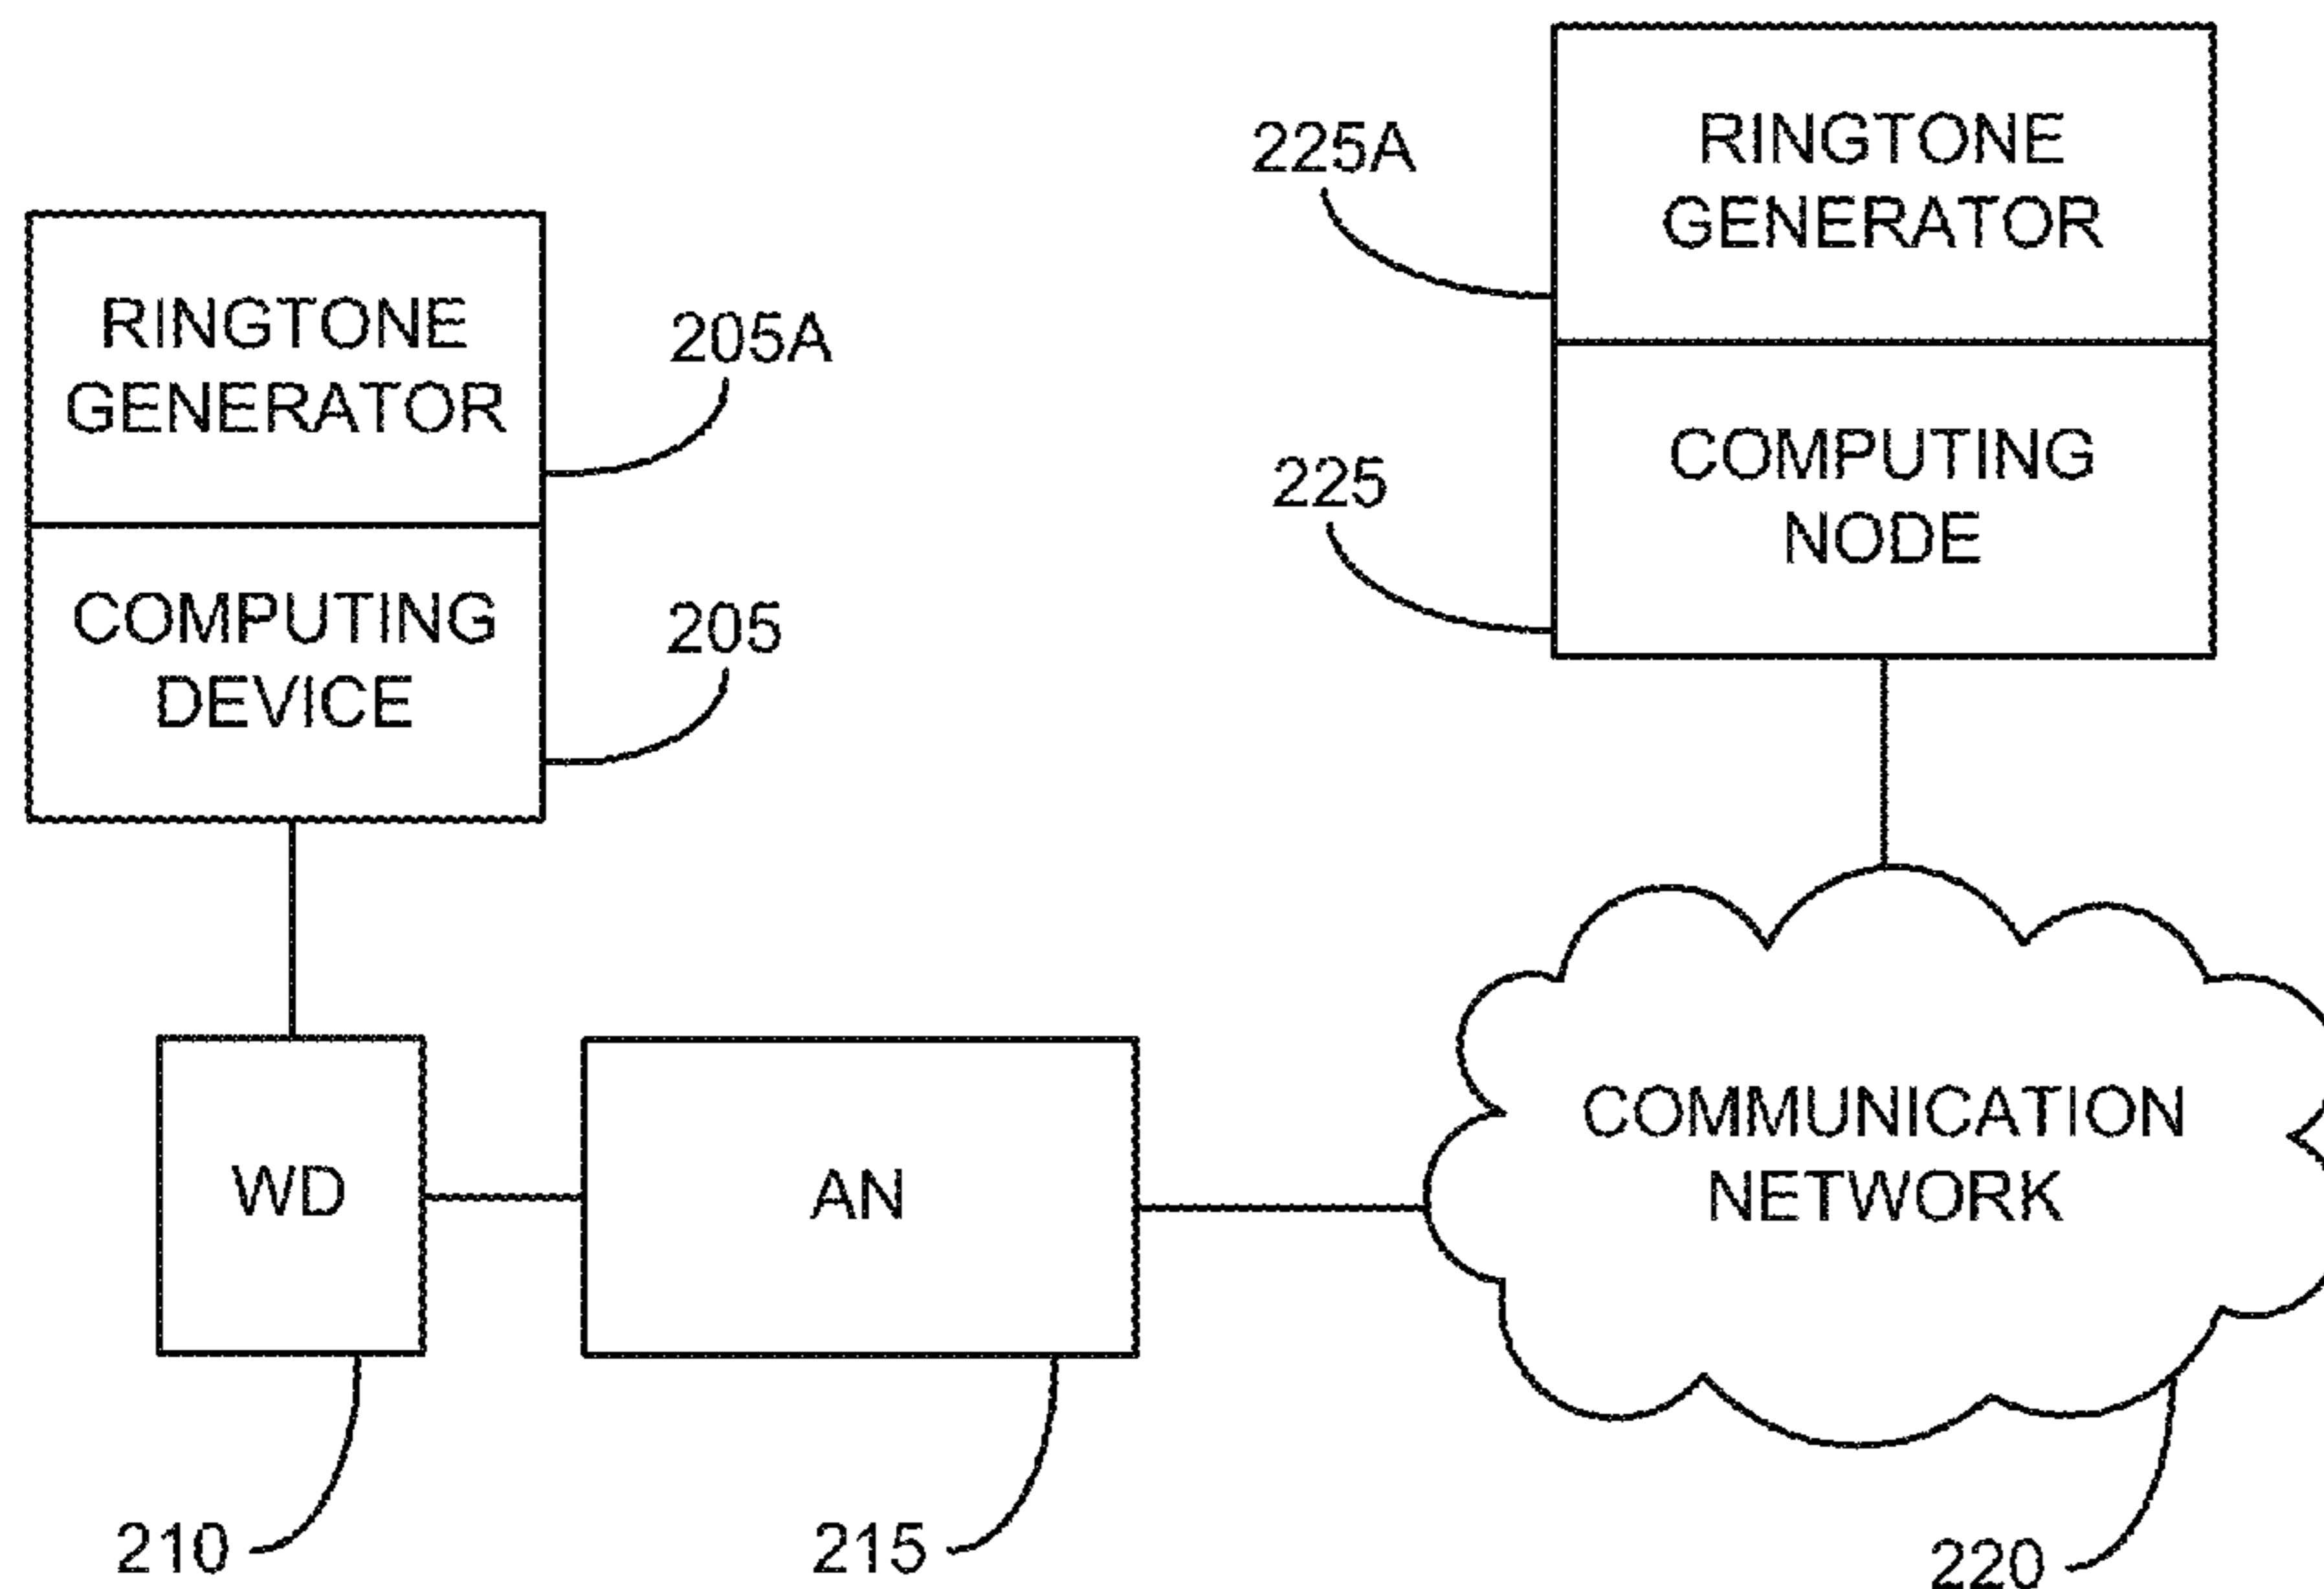 RINGTONE
GENERATOR
225A
RINGTONE
GENERATOR
205A
COMPUTING
NODE
225
COMPUTING
DEVICE
205
WD
AN
COMMUNICATION
NETWORK
210
215
220